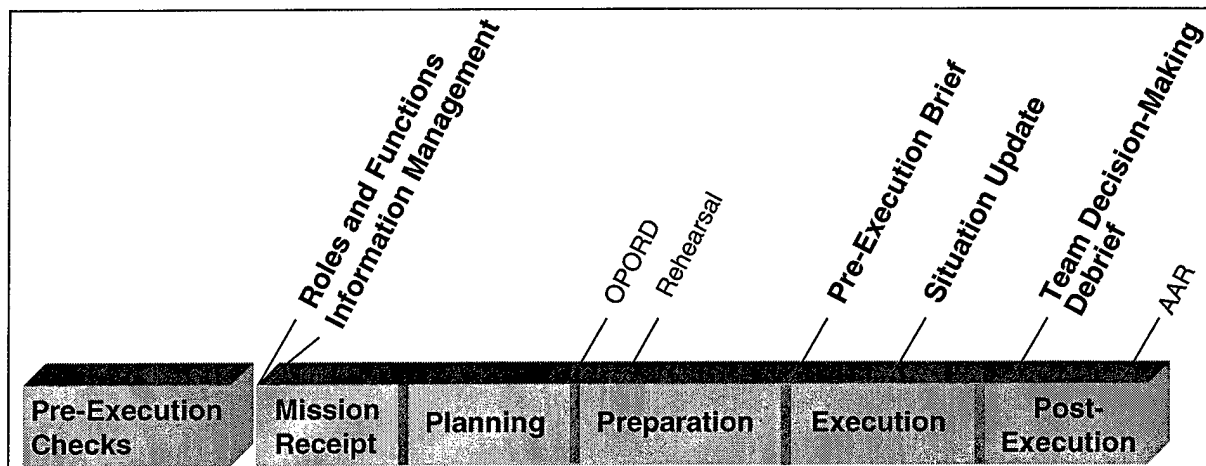 Roles and Functions
Information Management
OPORD
Rehearsal
Pre-Execution Brief
Situation Update
Team Decision-Making
Debrief
AAR
Pre-Execution
Checks
Mission
Receipt
Planning
Preparation
Execution
Post-
Execution